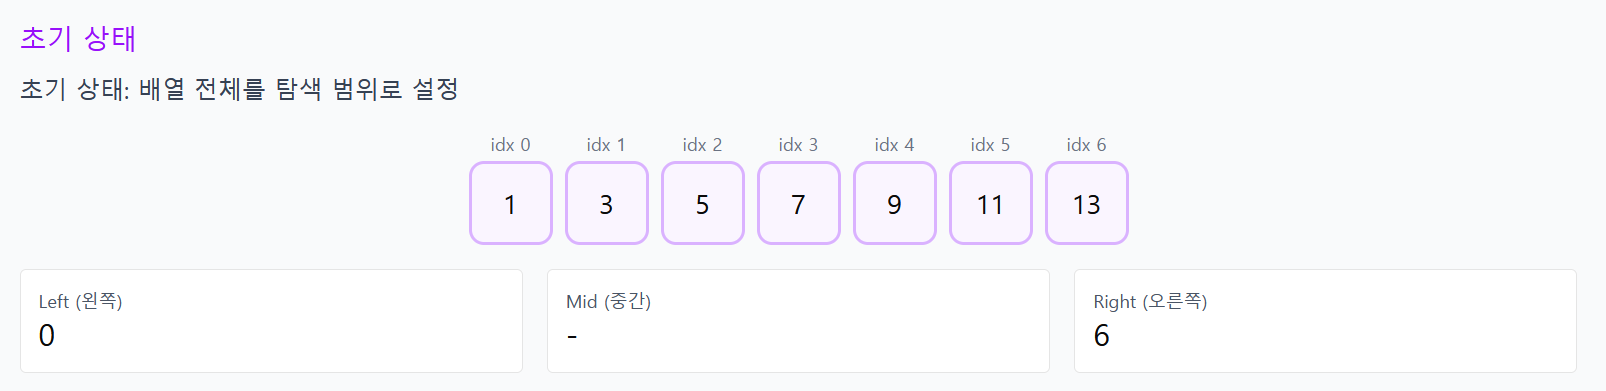 초기 상태
초기 상태: 배열 전체를 탐색 범위로 설정
idx 0 idx 1 idx 2 idx 3 idx 4 idx 5 idx 6
1 3 5 7 9 11 13
Left (왼쪽) Mid (중간) Right (오른쪽)
0 - 6